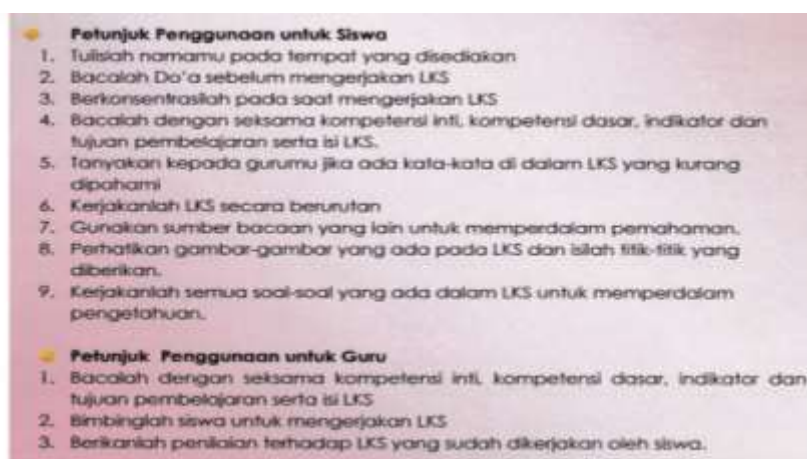 Petunjuk Penggunaan untuk Siswa
1. Tulislah namamu pada tempat yang disediakan
2. Bacalah Do'a sebelum mengerjakan LKS
3. Berkonsentrasilah pada saat mengerjakan LKS
4. Bacalah dengan seksama kompetensi inti, kompetensi dasar, indikator dan
tujuan pembelajaran serta isi LKS.
5. Tanyakan kepada gurumu jika ada kata-kata di dalam LKS yang kurang
dipahami
6. Kerjakanlah LKS secara berurutan
7. Gunakan sumber bacaan yang lain untuk memperdalam pemahaman.
8. Perhatikan gambar-gambar yang ada pada LKS dan isilah titik-titik yang
diberikan.
9. Kerjakanlah semua soal-soal yang ada dalam LKS untuk memperdalam
pengetahuan.
Petunjuk Penggunaan untuk Guru
1. Bacalah dengan seksama kompetensi inti, kompetensi dasar, indikator dan
tujuan pembelajaran serta isi LKS
2. Bimbinglah siswa untuk mengerjakan LKS
3. Berikanlah penilaian terhadap LKS yang sudah dikerjakan oleh siswa.